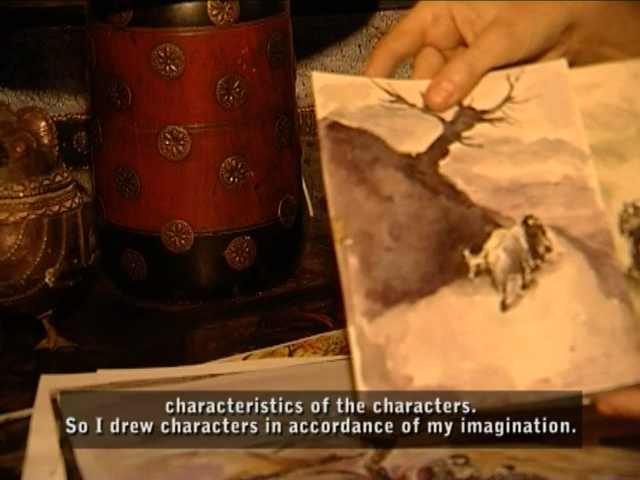 characteristics of the characters.
So I drew characters in accordance of my imagination.